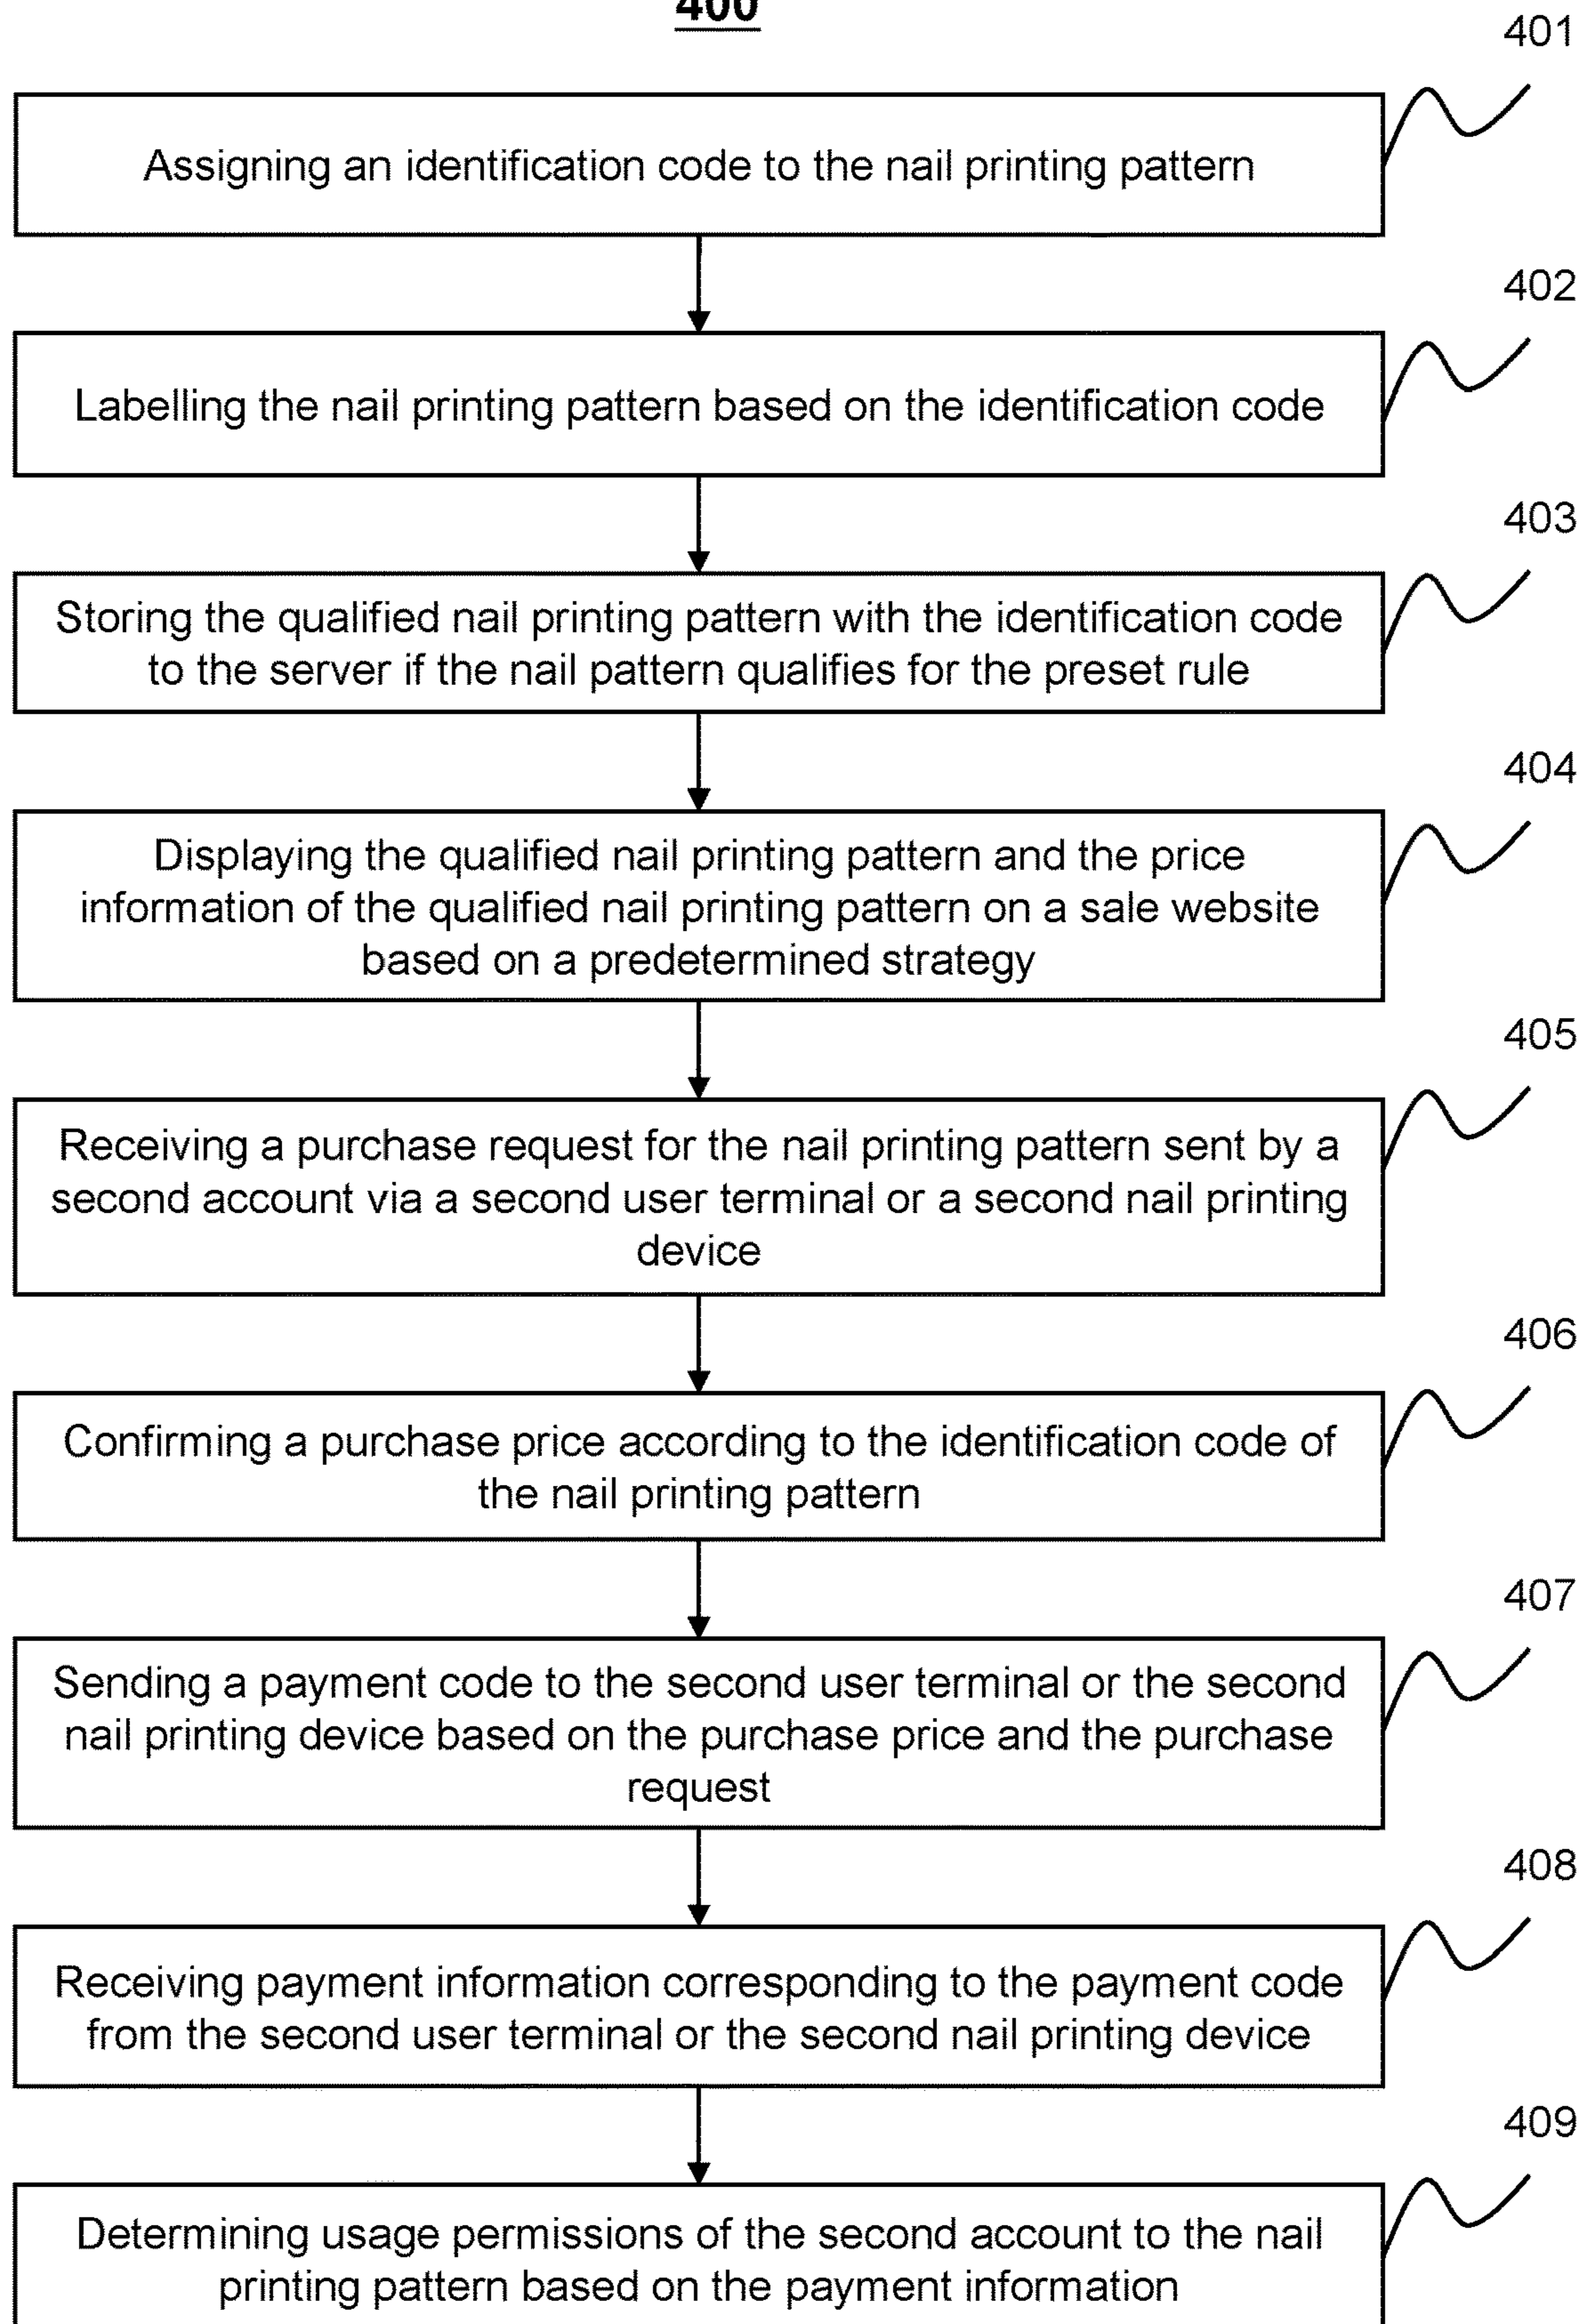 400
401
Assigning an identification code to the nail printing pattern
402
Labelling the nail printing pattern based on the identification code
403
Storing the qualified nail printing pattern with the identification code
to the server if the nail pattern qualifies for the preset rule
404
Displaying the qualified nail printing pattern and the price
information of the qualified nail printing pattern on a sale website
based on a predetermined strategy
405
Receiving a purchase request for the nail printing pattern sent by a
second account via a second user terminal or a second nail printing
device
406
Confirming a purchase price according to the identification code of
the nail printing pattern
407
Sending a payment code to the second user terminal or the second
nail printing device based on the purchase price and the purchase
request
408
Receiving payment information corresponding to the payment code
from the second user terminal or the second nail printing device
409
Determining usage permissions of the second account to the nail
printing pattern based on the payment information